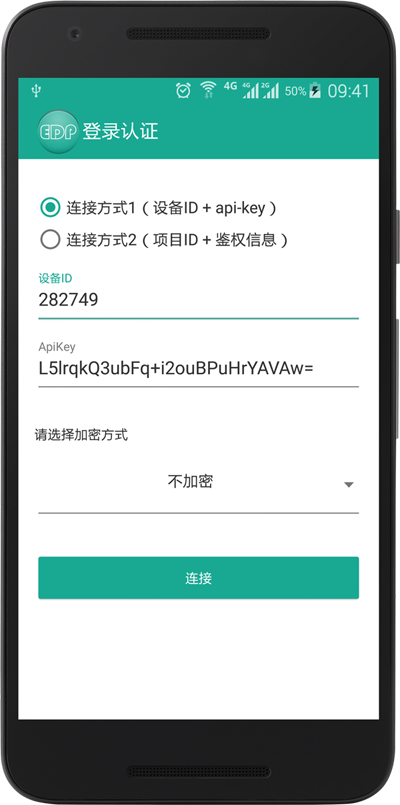 4G 4G 2G 50% 09:41
EDP 登录认证
连接方式1（设备ID + api-key）
连接方式2（项目ID + 鉴权信息）
设备ID
282749
ApiKey
L5lrqkQ3ubFq+i2ouBPuHrYAVAw=
请选择加密方式
不加密
连接